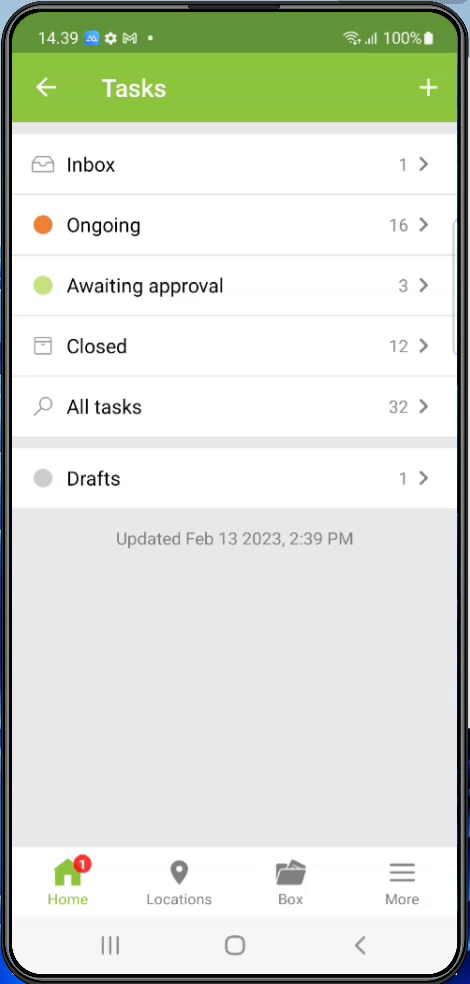 14.39 100%
Tasks
Inbox 1
Ongoing 16
Awaiting approval 3
Closed 12
All tasks 32
Drafts 1
Updated Feb 13 2023, 2:39 PM
1
Home Locations Box More